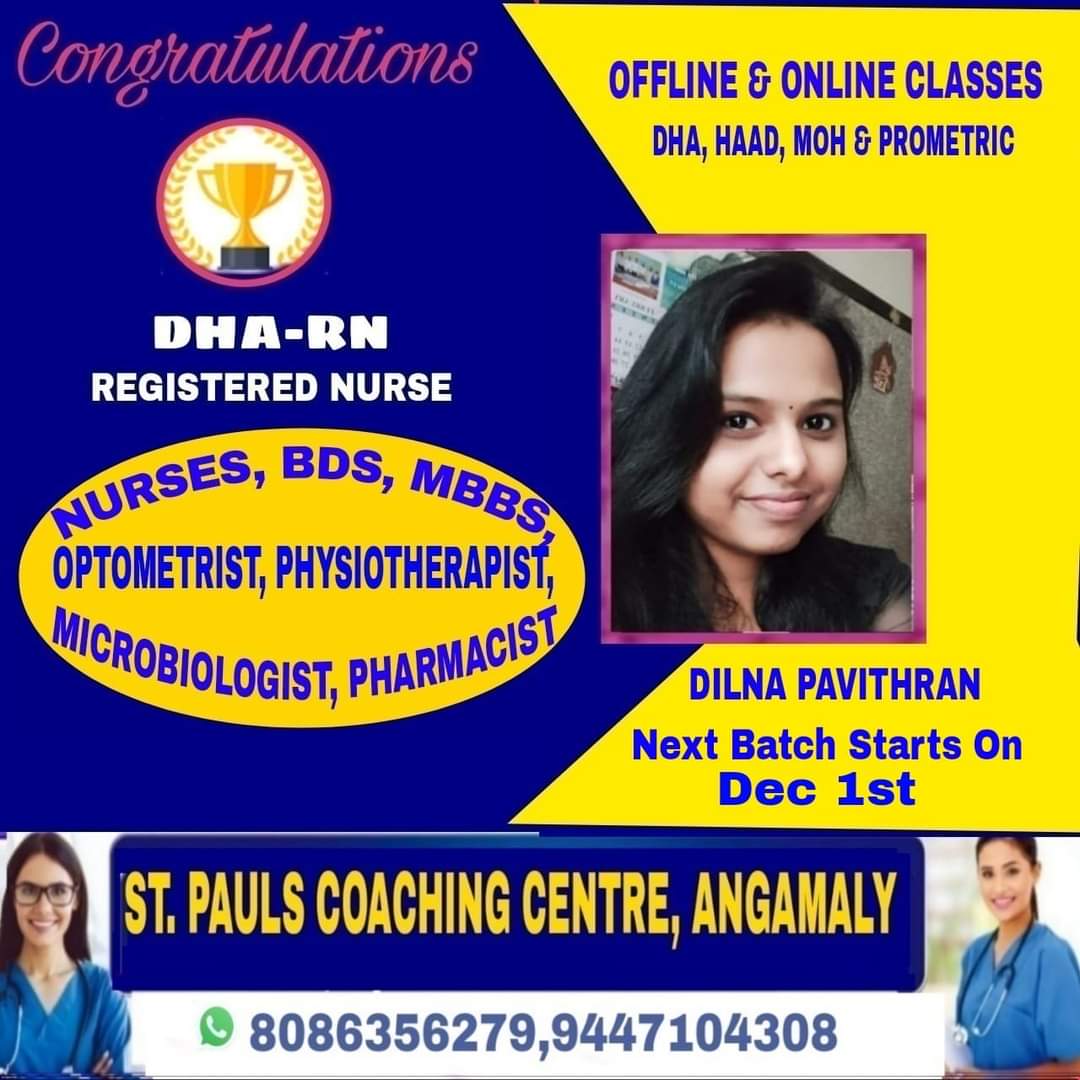 Congratulations
OFFLINE & ONLINE CLASSES
DHA, HAAD, MOH & PROMETRIC
DHA-RN
REGISTERED NURSE
NURSES, BDS, MBBS,
OPTOMETRIST, PHYSIOTHERAPIST,
MICROBIOLOGIST, PHARMACIST
DILNA PAVITHRAN
Next Batch Starts On
Dec 1st
ST. PAULS COACHING CENTRE, ANGAMALY
8086356279,9447104308